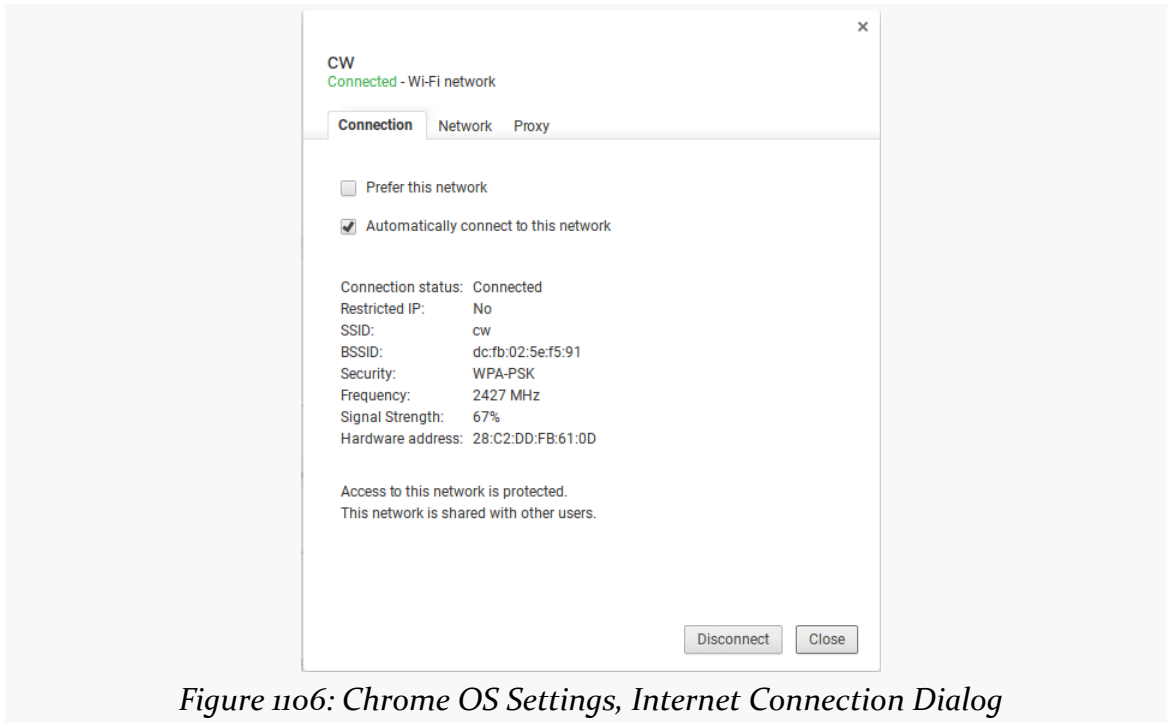 ×
CW
Connected - Wi-Fi network
Connection Network Proxy
Prefer this network
Automatically connect to this network
Connection status: Connected
Restricted IP: No
SSID: cw
BSSID: dc:fb:02:5e:f5:91
Security: WPA-PSK
Frequency: 2427 MHz
Signal Strength: 67%
Hardware address: 28:C2:DD:FB:61:0D
Access to this network is protected.
This network is shared with other users.
Disconnect Close
Figure 1106: Chrome OS Settings, Internet Connection Dialog